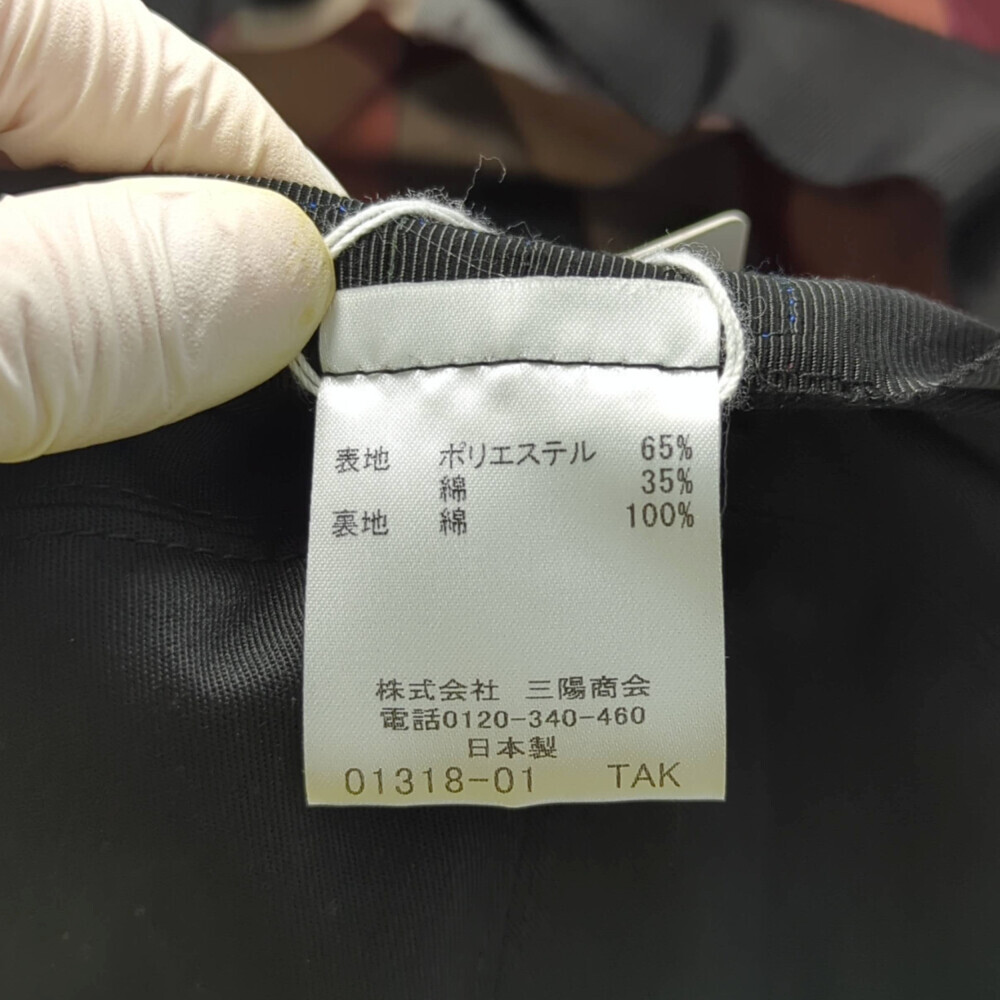 表地 ポリエステル 65%
綿 35%
裏地 綿 100%
株式会社 三陽商会
電話0120-340-460
日本製
01318-01 TAK